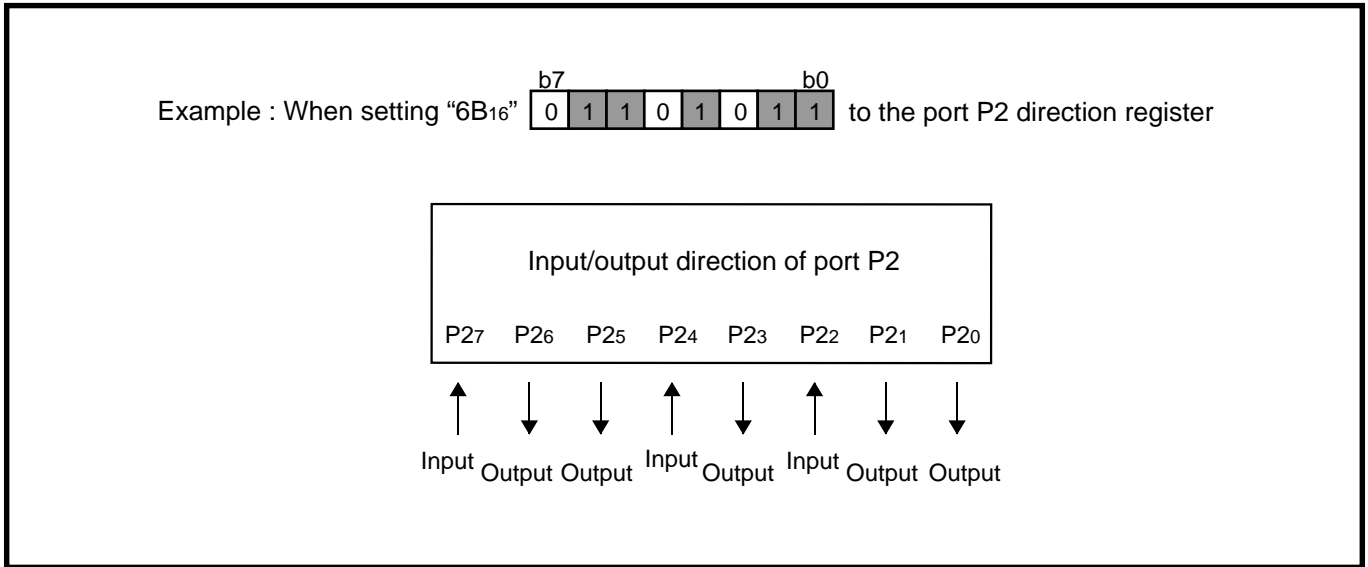 b7 b0
Example : When setting “6B16” 0 1 1 0 1 0 1 1 to the port P2 direction register
Input/output direction of port P2
P27 P26 P25 P24 P23 P22 P21 P20
Input Output Output Input Output Input Output Output